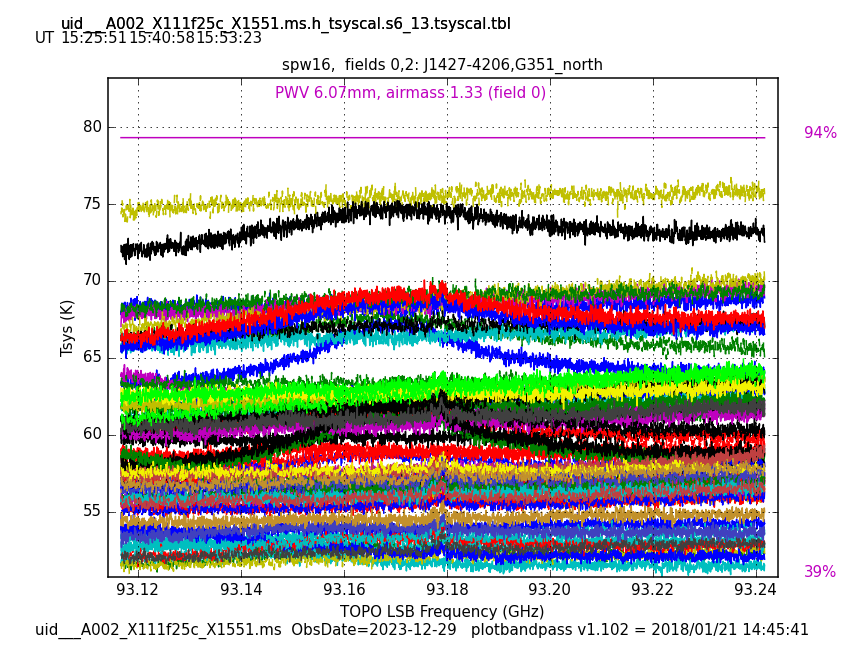 uid___A002_X111f25c_X1551.ms.h_tsyscal.s6_13.tsyscal.tbl
UT 15:25:51 15:40:58 15:53:23
spw16, fields 0,2: J1427-4206,G351_north
PWV 6.07mm, airmass 1.33 (field 0)
94%
80
75
70
65
60
55
Tsys (K)
39%
93.12 93.14 93.16 93.18 93.20 93.22 93.24
TOPO LSB Frequency (GHz)
uid___A002_X111f25c_X1551.ms ObsDate=2023-12-29 plotbandpass v1.102 = 2018/01/21 14:45:41